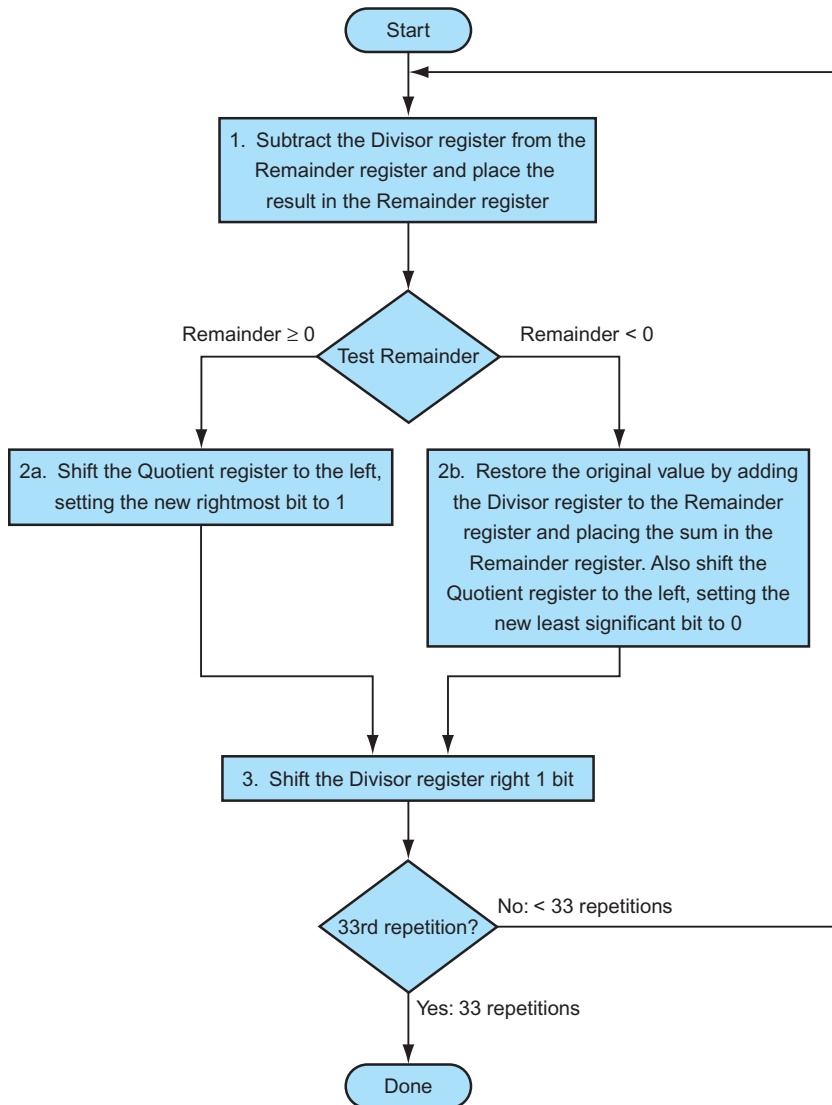 Start
1. Subtract the Divisor register from the
Remainder register and place the
result in the Remainder register
Remainder ≥ 0
Test Remainder
Remainder < 0
2a. Shift the Quotient register to the left,
setting the new rightmost bit to 1
2b. Restore the original value by adding
the Divisor register to the Remainder
register and placing the sum in the
Remainder register. Also shift the
Quotient register to the left, setting the
new least significant bit to 0
3. Shift the Divisor register right 1 bit
33rd repetition?
No: < 33 repetitions
Yes: 33 repetitions
Done